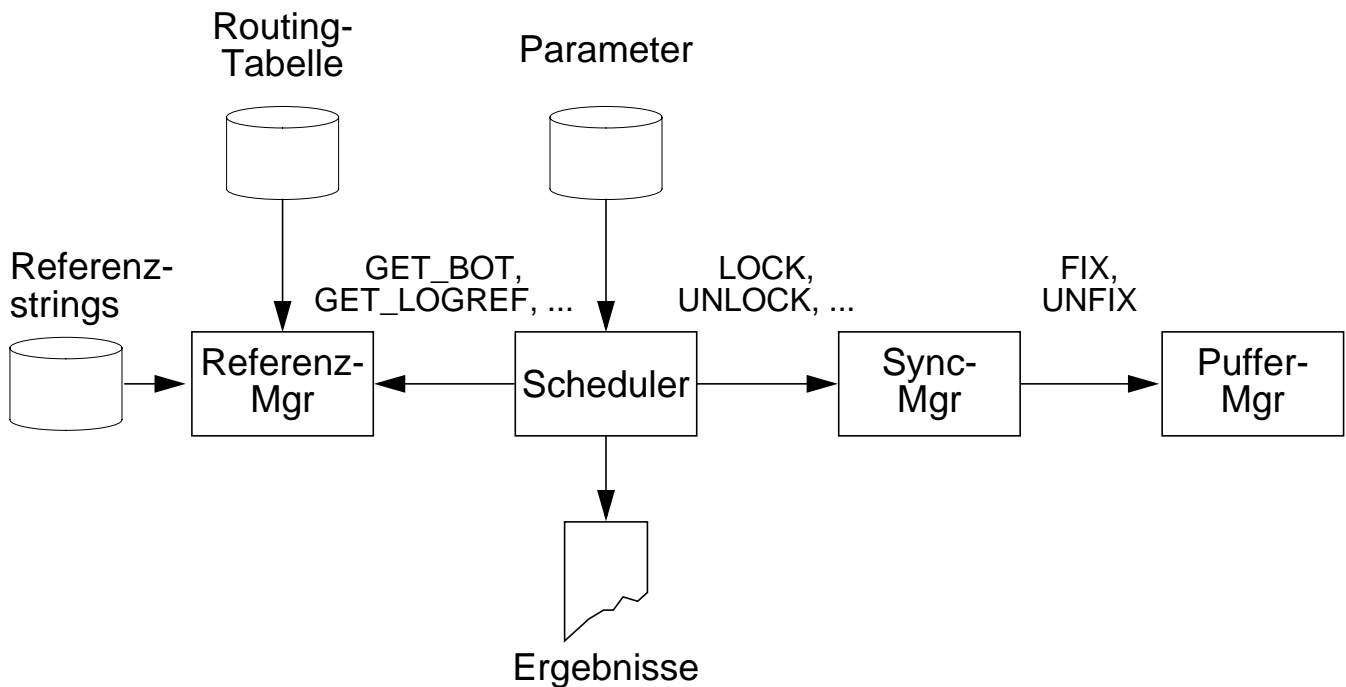 Routing-
Tabelle
Parameter
Referenz-
strings
GET_BOT,
GET_LOGREF, ...
LOCK,
UNLOCK, ...
FIX,
UNFIX
Referenz-
Mgr
Scheduler
Sync-
Mgr
Puffer-
Mgr
Ergebnisse